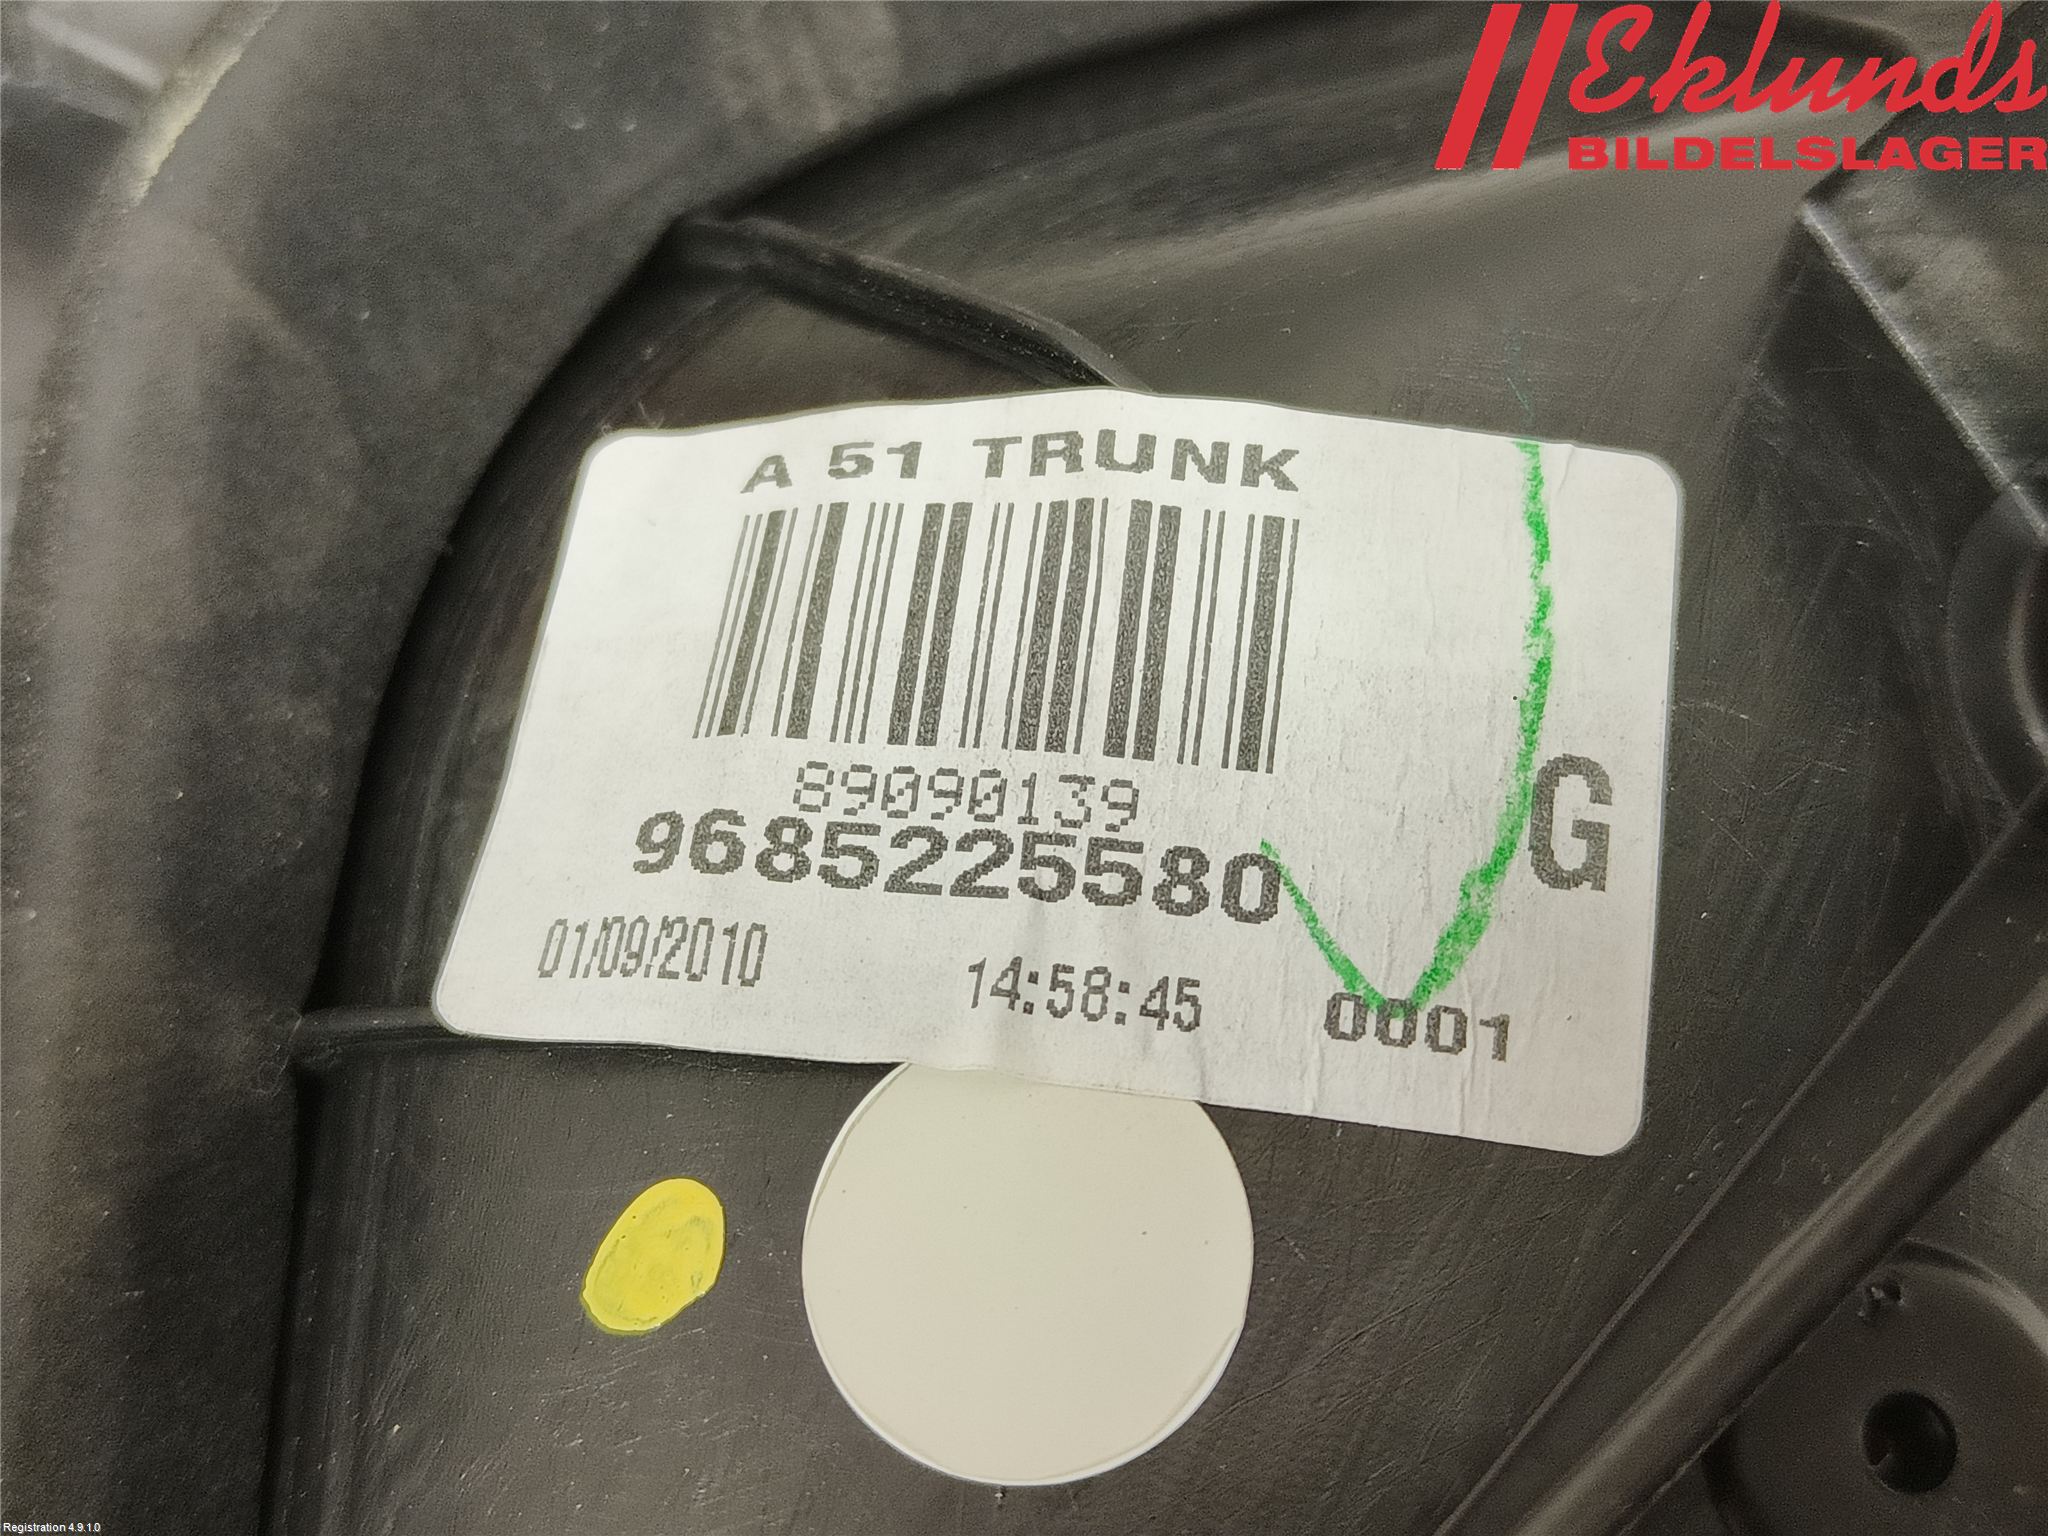 Eklunds
BILDELSLAGER
A 51 TRUNK
89090139
9685225580
G
01/09/2010 14:58:45 0001
Registration 4.9.1.0